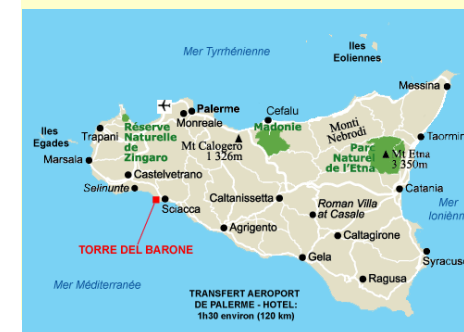 Mer Tyrrhénienne
Iles
Eoliennes
Messina
Palerme
Monreale
Cefalu
Iles
Egades
Trapani
Réserve
Naturelle
de
Zingaro
Madonie
Monti
Nebrodi
Taormin
Mt Calogero
1 326m
Parc
Naturel
de l'Etna
Mt Etna
3 350m
Marsala
Castelvetrano
Selinunte
Catania
Sciacca
Caltanissetta
Roman Villa
at Casale
Mer
Ioniènn
Agrigento
Caltagirone
TORRE DEL BARONE
Gela
Syracuse
Ragusa
Mer Méditerranée
TRANSFERT AEROPORT
DE PALERME - HOTEL:
1h30 environ (120 km)